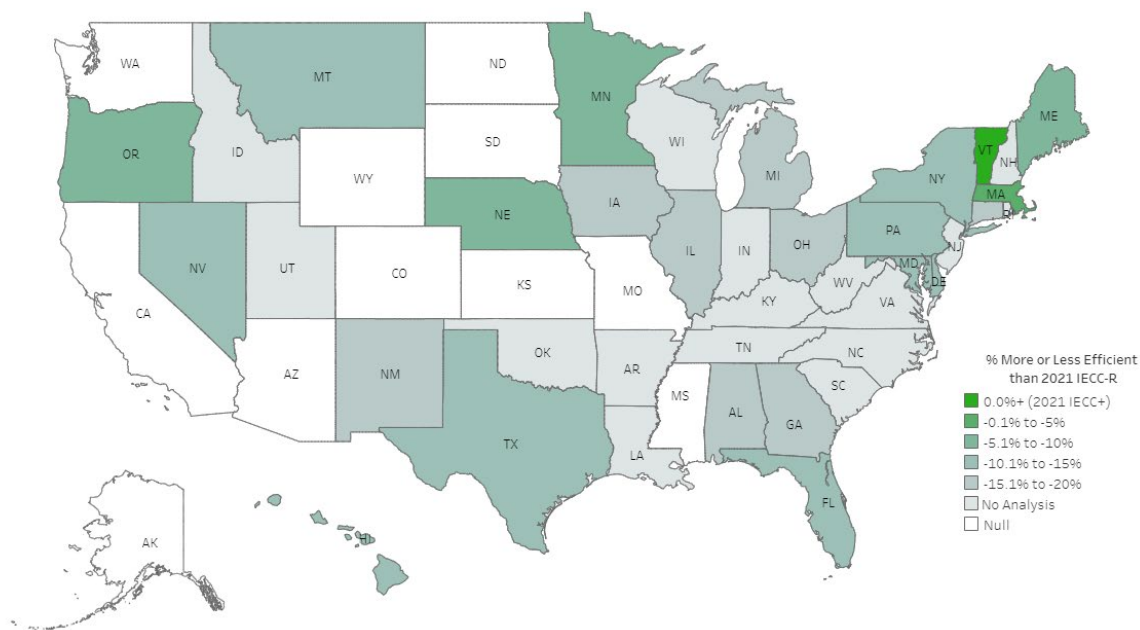 WA
MT
ND
MN
ME
OR
ID
SD
WI
VT
NH
WY
MI
NY
MA
NE
IA
PA
NV
UT
CO
IL
IN
OH
NJ
MD
DE
CA
KS
MO
WV
VA
KY
AZ
NM
OK
AR
TN
NC
SC
MS
AL
GA
TX
LA
FL
AK
% More or Less Efficient
than 2021 IECC-R
0.0%+ (2021 IECC+)
-0.1% to -5%
-5.1% to -10%
-10.1% to -15%
-15.1% to -20%
No Analysis
Null